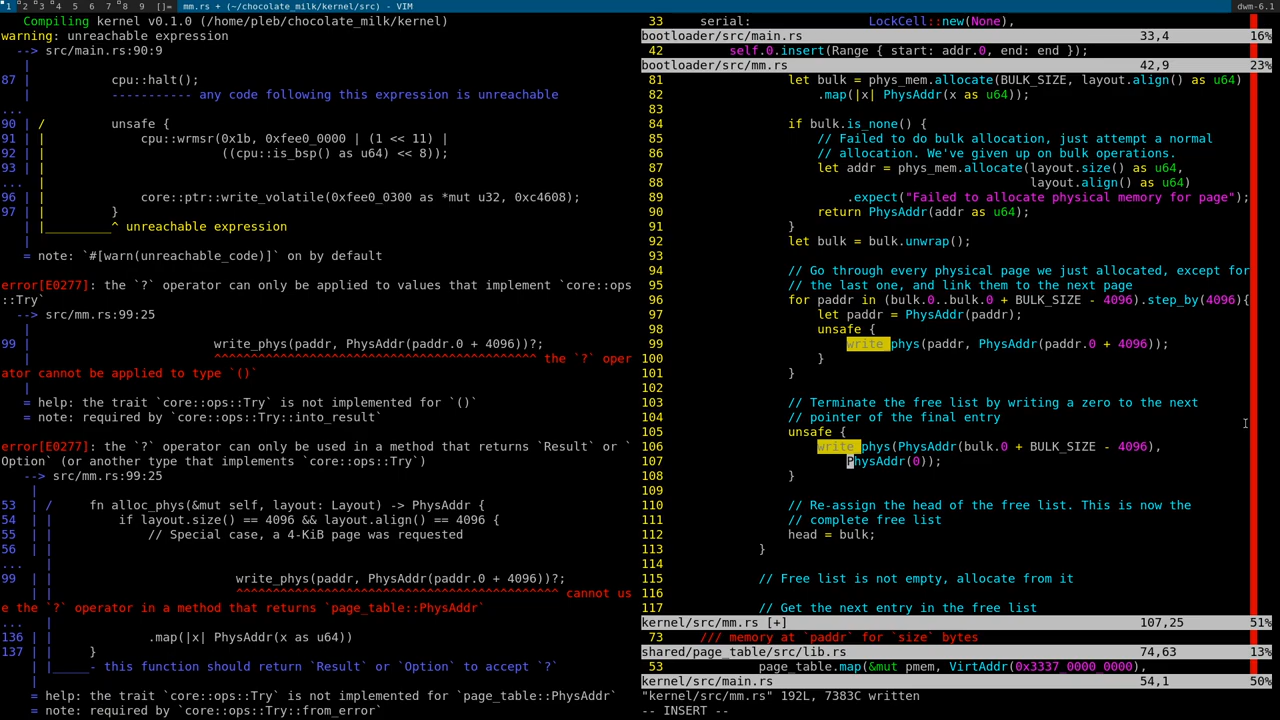 1 2 3 4 5 6 7 8 9 []= mm.rs + (~/chocolate_milk/kernel/src) - VIM dwm-6.1
   Compiling kernel v0.1.0 (/home/pleb/chocolate_milk/kernel)
warning: unreachable expression
  --> src/main.rs:90:9
   |
87 |         cpu::halt();
   |         ----------- any code following this expression is unreachable
...
90 | /         unsafe {
91 | |             cpu::wrmsr(0x1b, 0xfee0_0000 | (1 << 11) |
92 | |                        ((cpu::is_bsp() as u64) << 8));
93 | |
... |
96 | |             core::ptr::write_volatile(0xfee0_0300 as *mut u32, 0xc4608);
97 | |         }
   | |_________^ unreachable expression
   |
   = note: `#[warn(unreachable_code)]` on by default
error[E0277]: the `?` operator can only be applied to values that implement `core::ops
::Try`
  --> src/mm.rs:99:25
   |
99 |                         write_phys(paddr, PhysAddr(paddr.0 + 4096))?;
   |                         ^^^^^^^^^^^^^^^^^^^^^^^^^^^^^^^^^^^^^^^^^^^^ the `?` oper
ator cannot be applied to type `()`
   |
   = help: the trait `core::ops::Try` is not implemented for `()`
   = note: required by `core::ops::Try::into_result`
error[E0277]: the `?` operator can only be used in a method that returns `Result` or `
Option` (or another type that implements `core::ops::Try`)
   --> src/mm.rs:99:25
    |
53  | /     fn alloc_phys(&mut self, layout: Layout) -> PhysAddr {
54  | |         if layout.size() == 4096 && layout.align() == 4096 {
55  | |             // Special case, a 4-KiB page was requested
56  | |
...   |
99  | |                         write_phys(paddr, PhysAddr(paddr.0 + 4096))?;
    | |                         ^^^^^^^^^^^^^^^^^^^^^^^^^^^^^^^^^^^^^^^^^^^^ cannot us
e the `?` operator in a method that returns `page_table::PhysAddr`
...   |
136 | |             .map(|x| PhysAddr(x as u64))
137 | |     }
    | |_____- this function should return `Result` or `Option` to accept `?`
    |
    = help: the trait `core::ops::Try` is not implemented for `page_table::PhysAddr`
    = note: required by `core::ops::Try::from_error`
33     serial:                LockCell::new(None),
bootloader/src/main.rs 33,4 16%
42         self.0.insert(Range { start: addr.0, end: end });
bootloader/src/mm.rs 42,9 23%
81                 let bulk = phys_mem.allocate(BULK_SIZE, layout.align() as u64)
82                     .map(|x| PhysAddr(x as u64));
83
84                 if bulk.is_none() {
85                     // Failed to do bulk allocation, just attempt a normal
86                     // allocation. We've given up on bulk operations.
87                     let addr = phys_mem.allocate(layout.size() as u64,
88                                                  layout.align() as u64)
89                         .expect("Failed to allocate physical memory for page");
90                     return PhysAddr(addr as u64);
91                 }
92                 let bulk = bulk.unwrap();
93
94                 // Go through every physical page we just allocated, except for
95                 // the last one, and link them to the next page
96                 for paddr in (bulk.0..bulk.0 + BULK_SIZE - 4096).step_by(4096){
97                     let paddr = PhysAddr(paddr);
98                     unsafe {
99                         write_phys(paddr, PhysAddr(paddr.0 + 4096));
100                     }
101                 }
102
103                 // Terminate the free list by writing a zero to the next
104                 // pointer of the final entry
105                 unsafe {
106                     write_phys(PhysAddr(bulk.0 + BULK_SIZE - 4096),
107                         PhysAddr(0));
108                 }
109
110                 // Re-assign the head of the free list. This is now the
111                 // complete free list
112                 head = bulk;
113             }
114
115             // Free list is not empty, allocate from it
116
117             // Get the next entry in the free list
kernel/src/mm.rs [+] 107,25 51%
73     /// memory at `paddr` for `size` bytes
shared/page_table/src/lib.rs 74,63 13%
53             page_table.map(&mut pmem, VirtAddr(0x3337_0000_0000),
kernel/src/main.rs 54,1 50%
"kernel/src/mm.rs" 192L, 7383C written
-- INSERT --